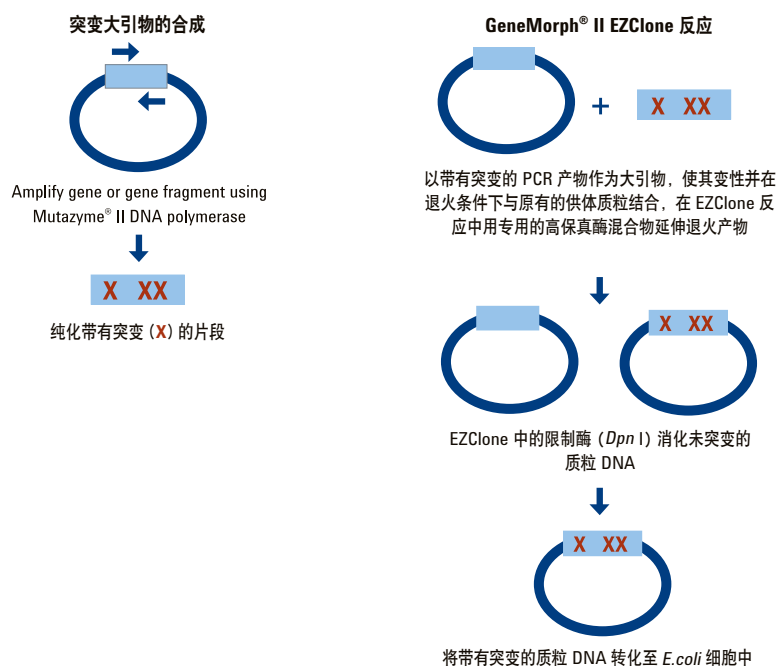 突变大引物的合成
Amplify gene or gene fragment using
Mutazyme® II DNA polymerase
X XX
纯化带有突变（X）的片段
GeneMorph® II EZClone 反应
+
X XX
以带有突变的 PCR 产物作为大引物，使其变性并在
退火条件下与原有的供体质粒结合，在 EZClone 反
应中用专用的高保真酶混合物延伸退火产物
X XX
EZClone 中的限制酶（Dpn I）消化未突变的
质粒 DNA
X XX
将带有突变的质粒 DNA 转化至 E.coli 细胞中